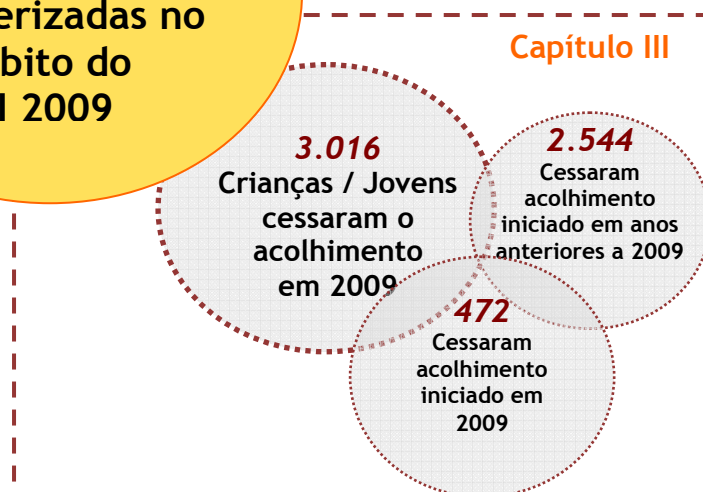 erizadas no
bito do
2009
Capítulo III
3.016
Crianças / Jovens
cessaram o
acolhimento
em 2009
2.544
Cessaram
acolhimento
iniciado em anos
anteriores a 2009
472
Cessaram
acolhimento
iniciado em
2009